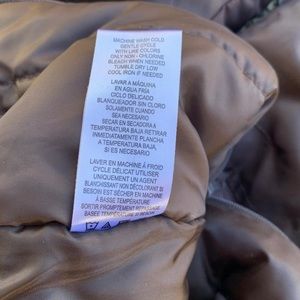 MACHINE WASH COLD
GENTLE CYCLE
WITH LIKE COLORS
ONLY NON - CHLORINE
BLEACH WHEN NEEDED
TUMBLE DRY LOW
COOL IRON IF NEEDED
LAVAR A MÁQUINA
EN AGUA FRIA
CICLO DELICADO
BLANQUEADOR SIN CLORO
SOLAMENTE CUANDO
SEA NECESARIO
SECAR EN SECADORA A
TEMPERATURA BAJA RETIRAR
INMEDIATAMENTE PLANCHA
A TEMPERATURA BAJA
SI ES NECESARIO
LAVER EN MACHINE À FROID
CYCLE DÉLICAT UTILISER
UNIQUEMENT UN AGENT
BLANCHISSANT NON DÉCOLORANT SI
BESOIN EST SÉCHER EN MACHINE
À BASSE TEMPÉRATURE
SORTIR PROMPTEMENT REPASSAGE
BASSE TEMPÉRATURE SI BESOIN